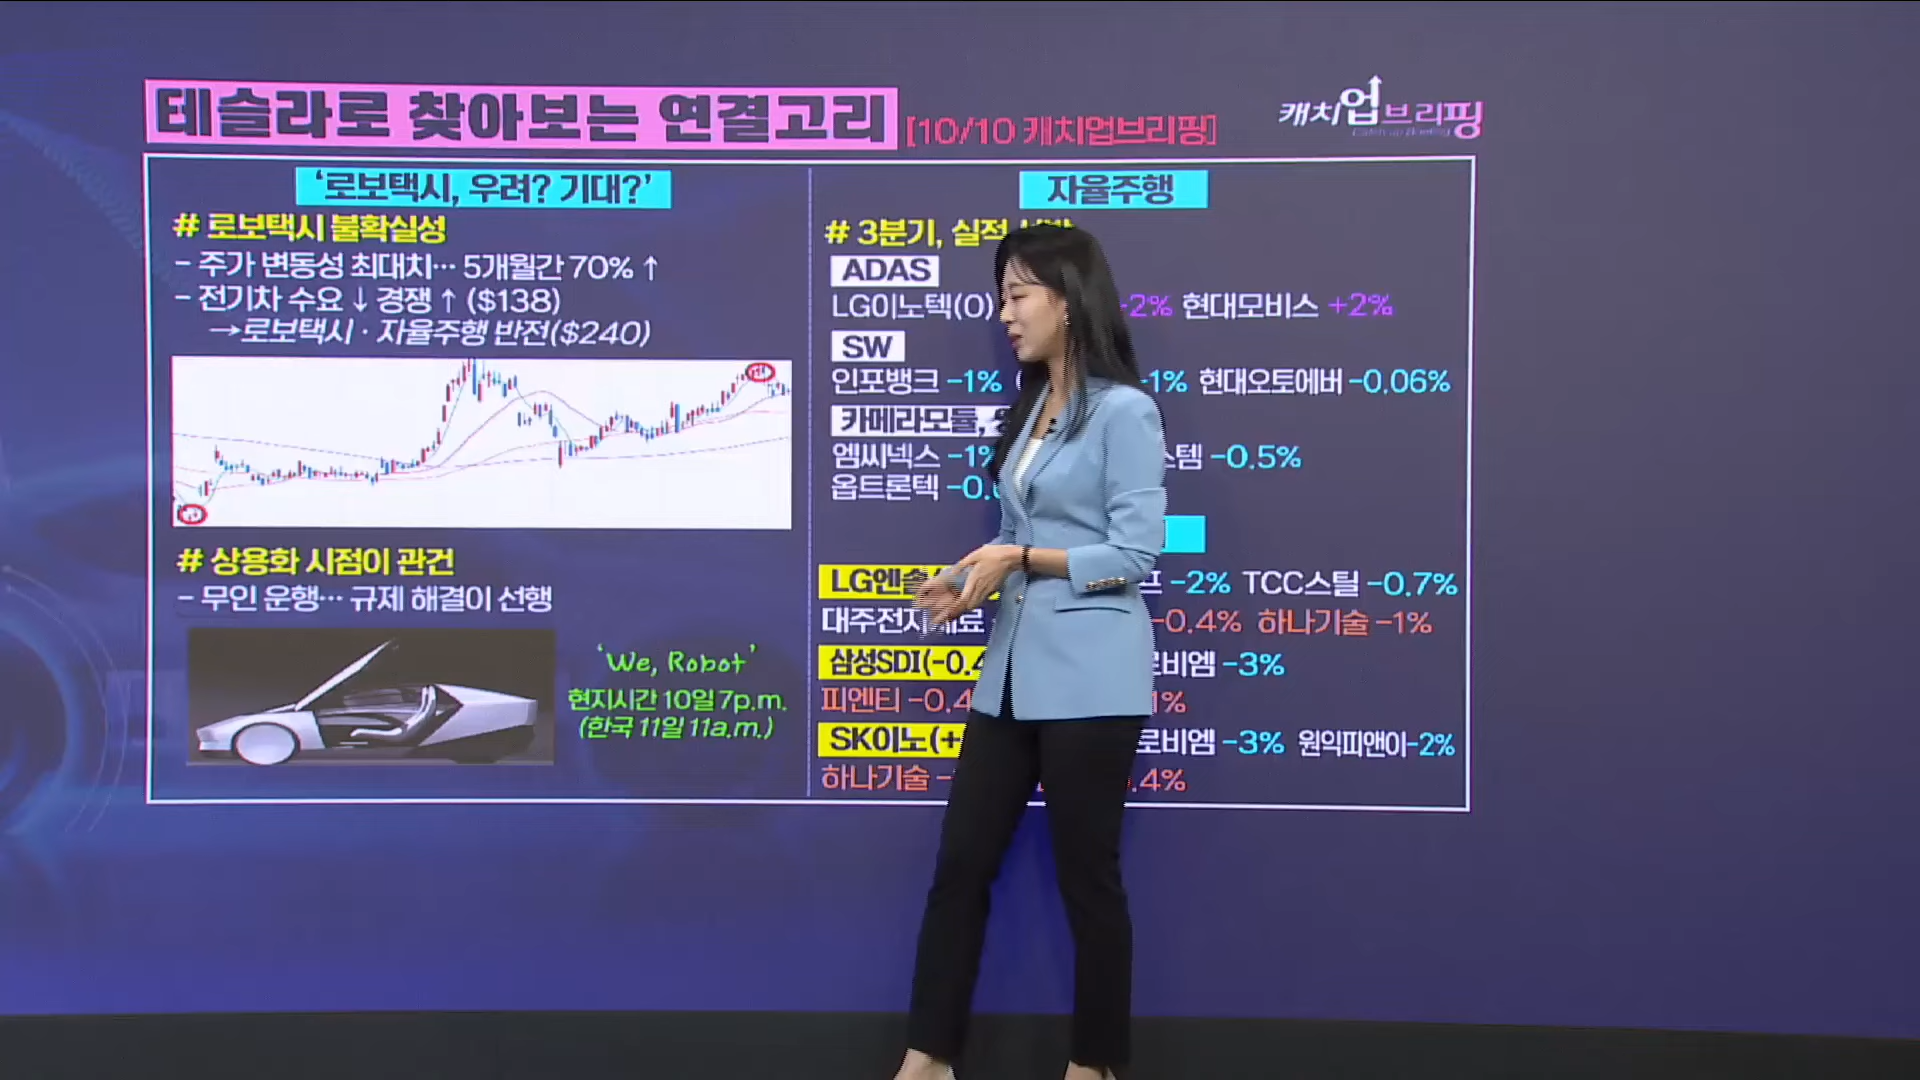 테슬라로 찾아보는 연결고리 [10/10 캐치업브리핑]
캐치업브리핑
'로보택시, 우려? 기대?'
# 로보택시 불확실성
- 주가 변동성 최대치… 5개월간 70% ↑
- 전기차 수요 ↓ 경쟁 ↑ ($138)
→로보택시 · 자율주행 반전($240)
# 상용화 시점이 관건
- 무인 운행… 규제 해결이 선행
'We, Robot'
현지시간 10일 7p.m.
(한국 11일 11a.m.)
자율주행
# 3분기, 실적
ADAS
LG이노텍(0) -2% 현대모비스 +2%
SW
인포뱅크 -1% -1% 현대오토에버 -0.06%
카메라모듈,
엠씨넥스 -1% 스템 -0.5%
옵트론텍
LG엔솔 프 -2% TCC스틸 -0.7%
대주전자재료 -0.4% 하나기술 -1%
삼성SDI(-0.4 로비엠 -3%
피엔티 -0.4 1%
SK이노(+ 로비엠 -3% 원익피앤이-2%
하나기술 - .4%